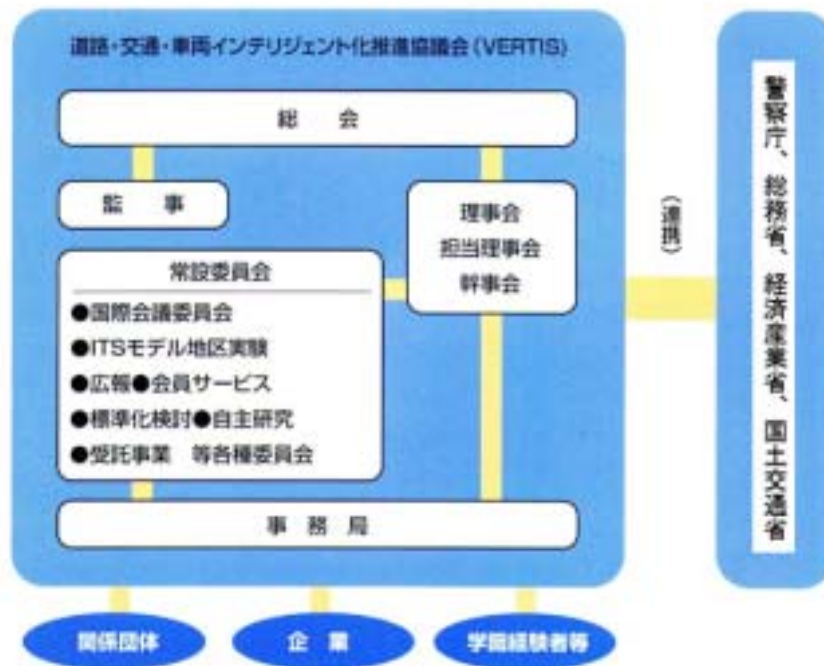 道路・交通・車両インテリジェント化推進協議会(VERTIS)
総 会
監 事
理事会
担当理事会
幹事会
常設委員会
●国際会議委員会
●ITSモデル地区実験
●広報●会員サービス
●標準化検討●自主研究
●受託事業 等各種委員会
事 務 局
(連携)
警察庁、総務省、経済産業省、国土交通省
関係団体
企 業
学識経験者等